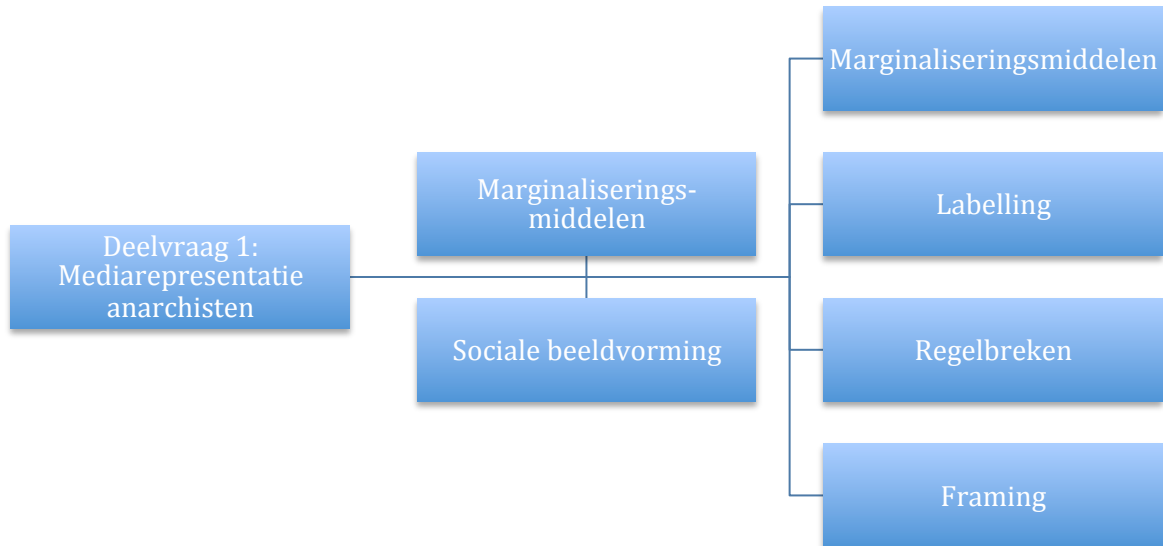 Deelvraag 1:
Mediarepresentatie
anarchisten
Marginaliserings-
middelen
Sociale beeldvorming
Marginaliseringsmiddelen
Labelling
Regelbreken
Framing